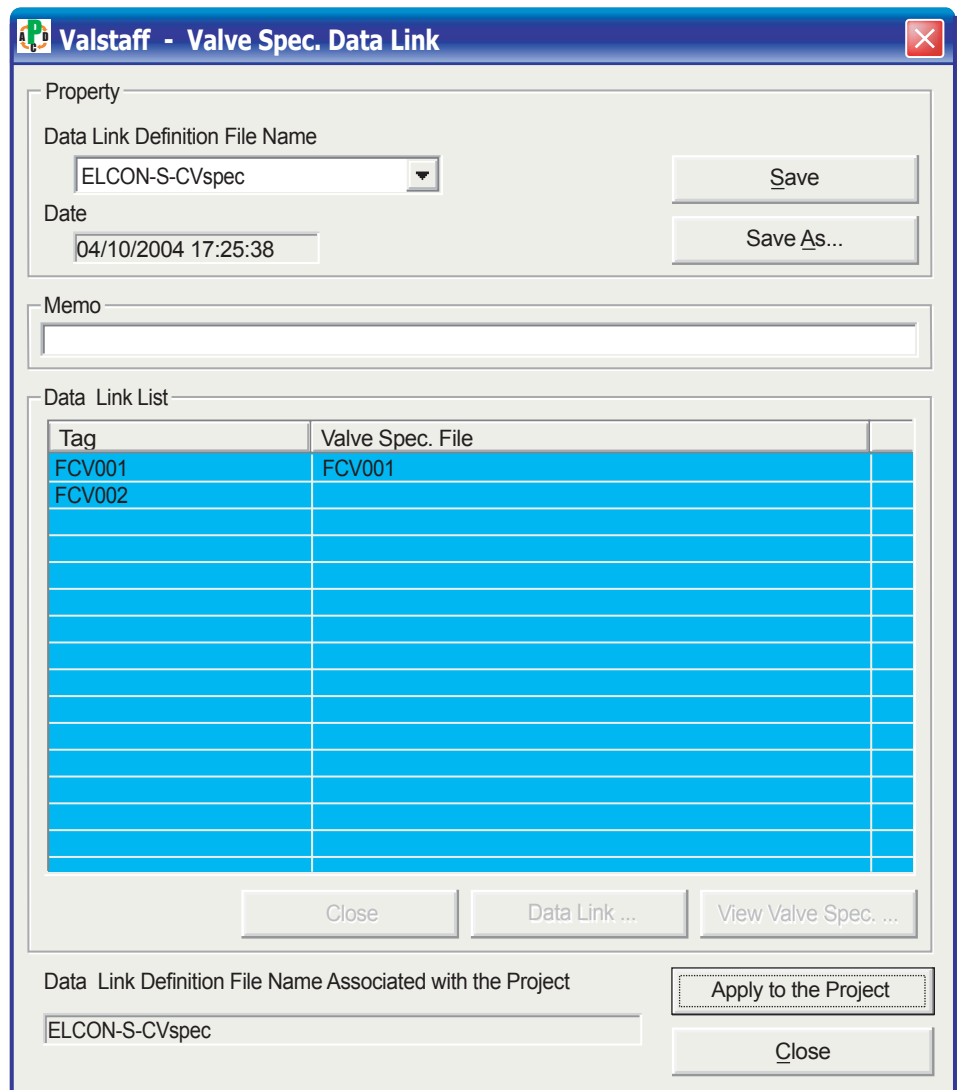 A P D C
Valstaff - Valve Spec. Data Link
Property
Data Link Definition File Name
ELCON-S-CVspec
Save
Date
04/10/2004 17:25:38
Save As...
Memo
Data Link List
Tag Valve Spec. File
FCV001 FCV001
FCV002
Close Data Link ... View Valve Spec. ...
Data Link Definition File Name Associated with the Project
Apply to the Project
ELCON-S-CVspec
Close